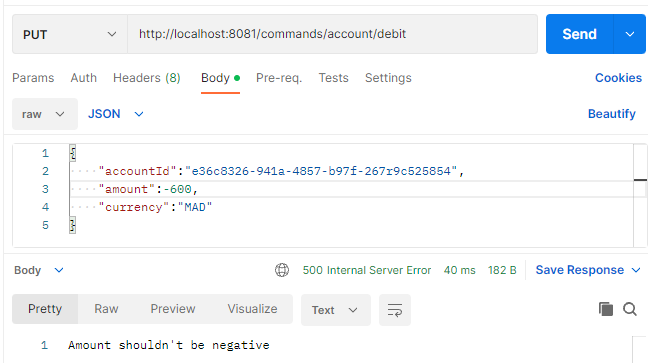 PUT http://localhost:8081/commands/account/debit Send
Params Auth Headers (8) Body Pre-req. Tests Settings Cookies
raw JSON Beautify
1 {
2 "accountId":"e36c8326-941a-4857-b97f-267r9c525854",
3 "amount":-600,
4 "currency":"MAD"
5 }
Body 500 Internal Server Error 40 ms 182 B Save Response
Pretty Raw Preview Visualize Text
1 Amount shouldn't be negative